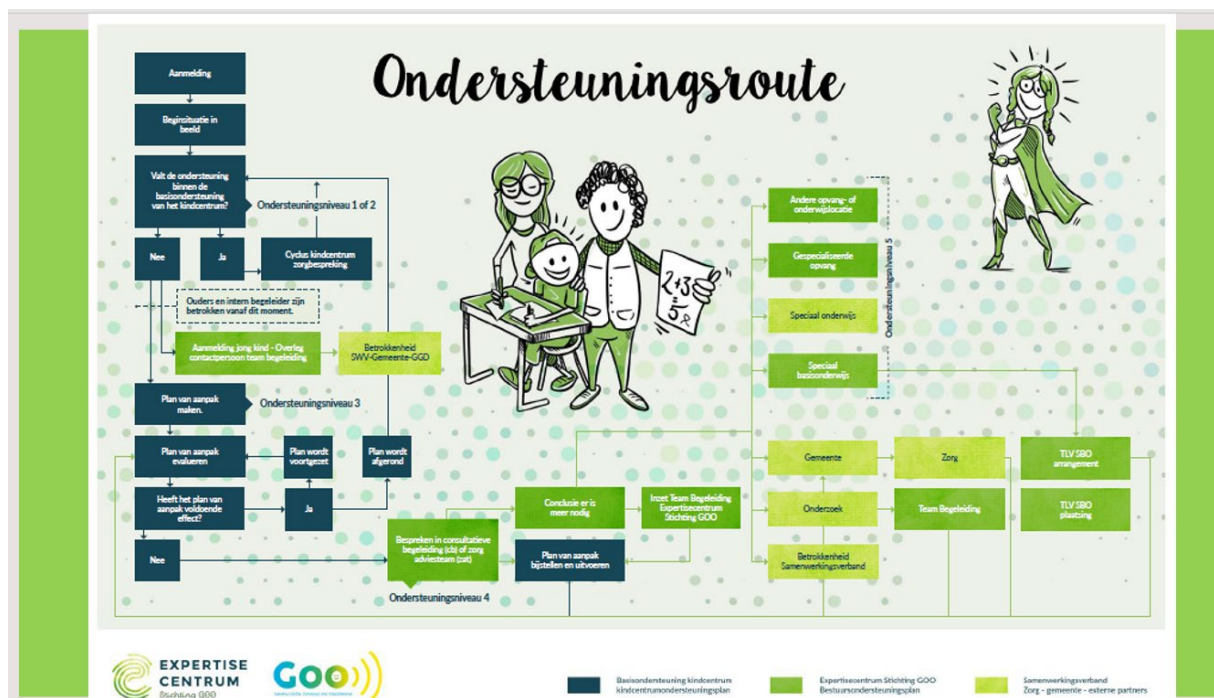 Ondersteuningsroute
Aanmelding
Beginsituatie in
beeld
Valt de ondersteuning
binnen de
basisondersteuning
van het kindcentrum?
Ondersteuningsniveau 1 of 2
Nee
Ja
Cyclus kindcentrum
zorgbespreking
Ouders en intern begeleider zijn
betrokken vanaf dit moment.
Aanmelding jong kind - Overleg
contactpersoon team begeleiding
Betrokkenheid
SWV-Gemeente-GGD
Plan van aanpak
maken.
Ondersteuningsniveau 3
Plan van aanpak
evalueren
Plan wordt
voortgezet
Plan wordt
afgerond
Heeft het plan van
aanpak voldoende
effect?
Ja
Nee
Bespreken in consultatieve
begeleiding (cb) of zorg
adviesteam (zat)
Ondersteuningsniveau 4
Conclusie er is
meer nodig
Inzet Team Begeleiding
Expertisecentrum
Stichting GOO
Plan van aanpak
bijstellen en uitvoeren
2+3
=5
Andere opvang- of
onderwijslocatie
Gespecialiseerde
opvang
Speciaal onderwijs
Speciaal
basisonderwijs
Ondersteuningsniveau 5
Gemeente
Zorg
TLV SBO
arrangement
Onderzoek
Team Begeleiding
TLV SBO
plaatsing
Betrokkenheid
Samenwerkingsverband
EXPERTISE
CENTRUM
Stichting GOO
GOO
Basisondersteuning kindcentrum
kindcentrumondersteuningsplan
Expertisecentrum Stichting GOO
Bestuursondersteuningsplan
Samenwerkingsverband
Zorg - gemeente - externe partners